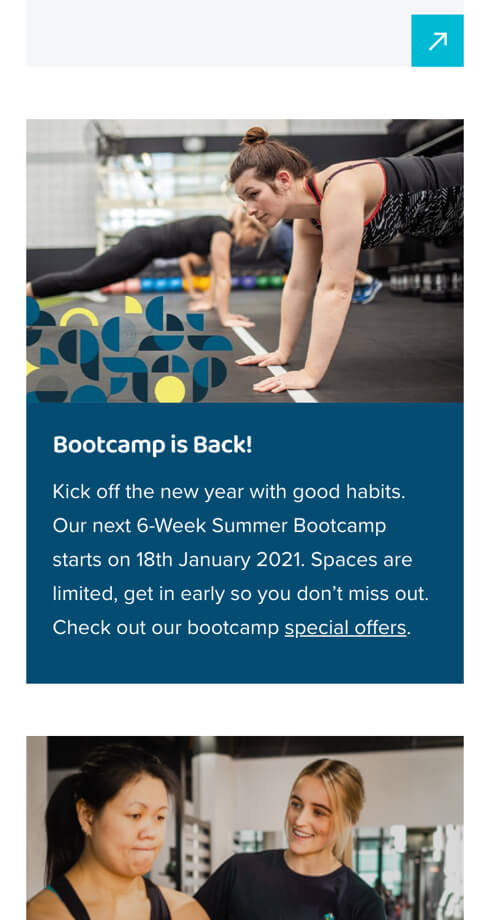 Bootcamp is Back!
Kick off the new year with good habits.
Our next 6-Week Summer Bootcamp
starts on 18th January 2021. Spaces are
limited, get in early so you don’t miss out.
Check out our bootcamp special offers.